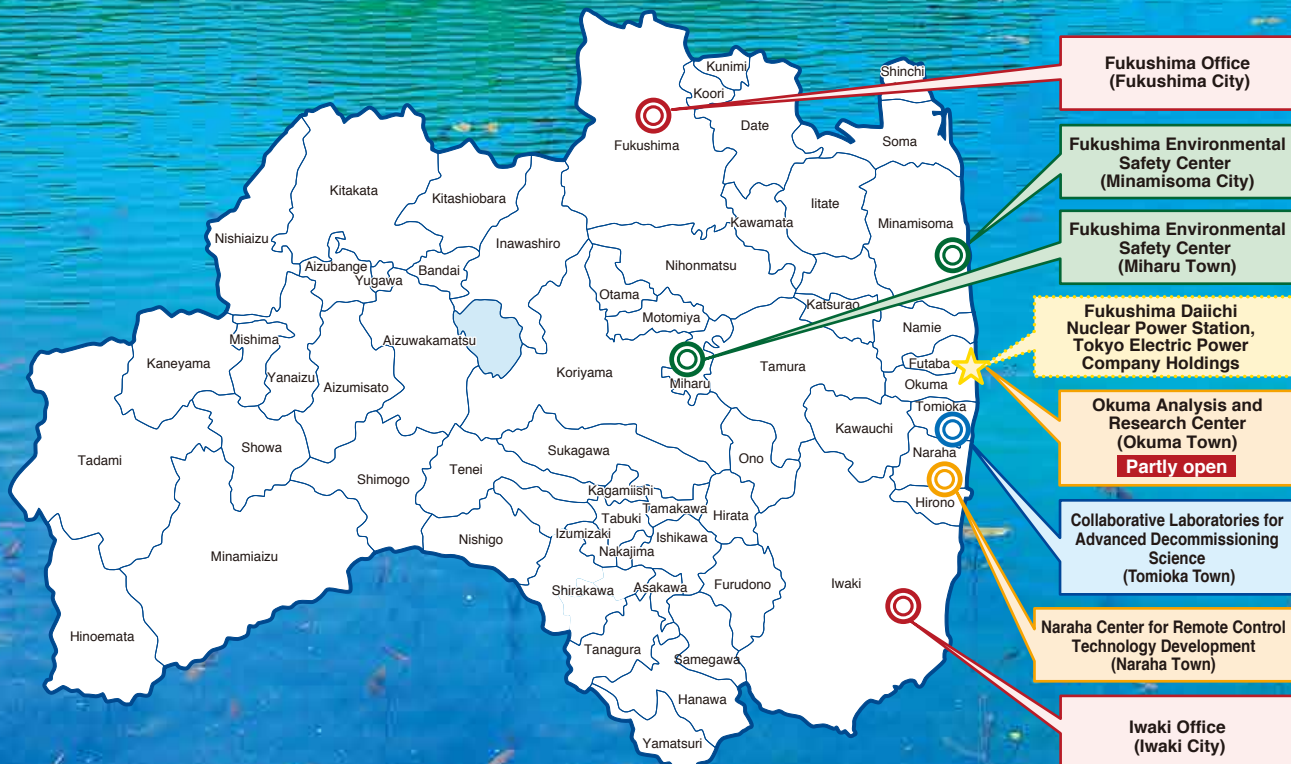 Kunimi
Shinchi
Koori
Date
Fukushima
Soma
Kitakata
Kitashiobara
Iitate
Kawamata
Minamisoma
Nishiaizu
Inawashiro
Aizubange
Bandai
Yugawa
Nihonmatsu
Otama
Motomiya
Katsurao
Namie
Mishima
Aizuwakamatsu
Kaneyama
Yanaizu
Aizumisato
Koriyama
Miharu
Tamura
Futaba
Okuma
Tomioka
Kawauchi
Naraha
Tadami
Showa
Shimogo
Tenei
Sukagawa
Ono
Kagamiishi
Hirono
Tamakawa
Hirata
Tabuki
Izumizaki
Ishikawa
Nishigo
Nakajima
Minamiaizu
Shirakawa
Asakawa
Furudono
Iwaki
Hinoemata
Tanagura
Samegawa
Hanawa
Yamatsuri
Fukushima Office
(Fukushima City)
Fukushima Environmental
Safety Center
(Minamisoma City)
Fukushima Environmental
Safety Center
(Miharu Town)
Fukushima Daiichi
Nuclear Power Station,
Tokyo Electric Power
Company Holdings
Okuma Analysis and
Research Center
(Okuma Town)
Partly open
Collaborative Laboratories for
Advanced Decommissioning
Science
(Tomioka Town)
Naraha Center for Remote Control
Technology Development
(Naraha Town)
Iwaki Office
(Iwaki City)